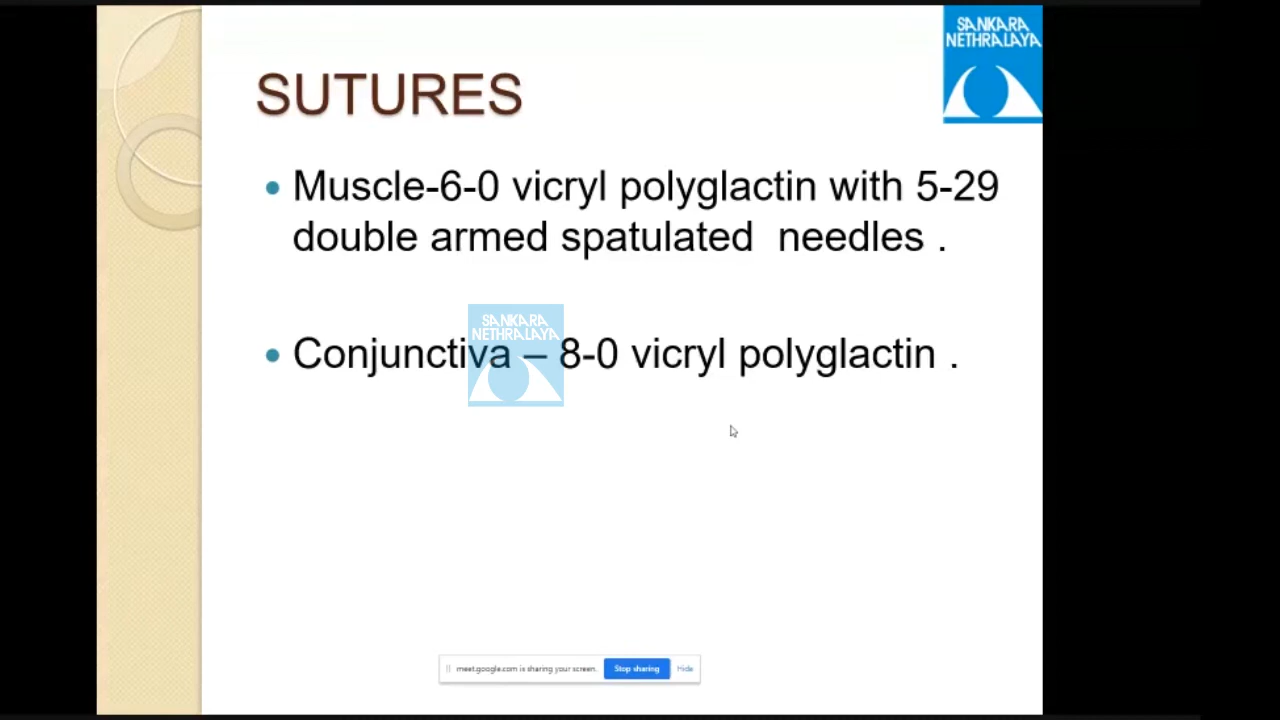 SANKARA
NETHRALAYA
SUTURES
Muscle-6-0 vicryl polyglactin with 5-29
double armed spatulated needles .
SANKARA
NETHRALAYA
Conjunctiva – 8-0 vicryl polyglactin .
meet.google.com is sharing your screen. Stop sharing Hide